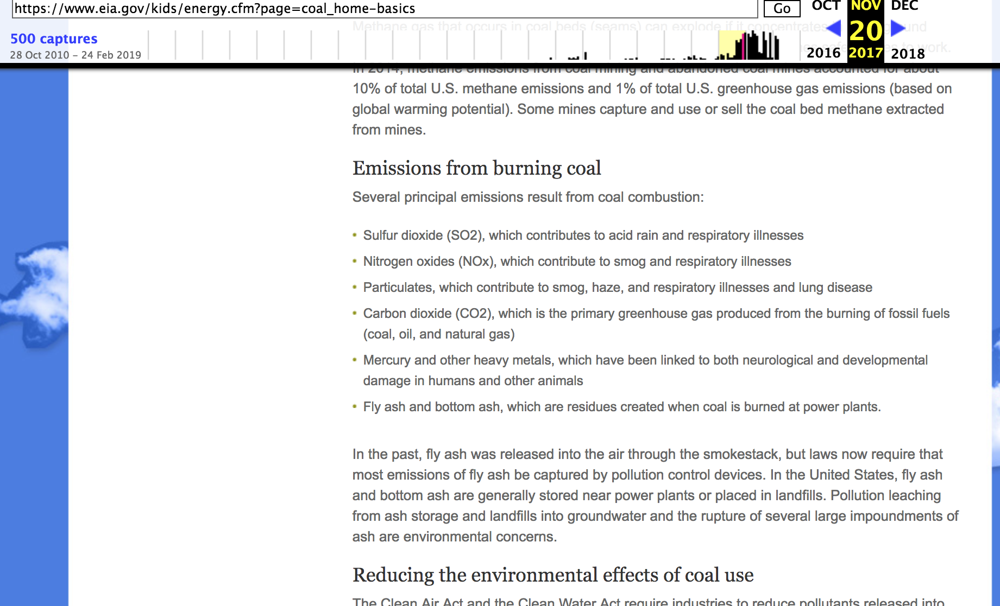 https://www.eia.gov/kids/energy.cfm?page=coal_home-basics
Go
OCT NOV DEC
20
2016 2017 2018
500 captures
28 Oct 2010 – 24 Feb 2019
Methane gas that occurs in coal beds (seams) can explode if it concentrates
work.
In 2014, methane emissions from coal mining and abandoned coal mines accounted for about
10% of total U.S. methane emissions and 1% of total U.S. greenhouse gas emissions (based on
global warming potential). Some mines capture and use or sell the coal bed methane extracted
from mines.
Emissions from burning coal
Several principal emissions result from coal combustion:
• Sulfur dioxide (SO2), which contributes to acid rain and respiratory illnesses
• Nitrogen oxides (NOx), which contribute to smog and respiratory illnesses
• Particulates, which contribute to smog, haze, and respiratory illnesses and lung disease
• Carbon dioxide (CO2), which is the primary greenhouse gas produced from the burning of fossil fuels
(coal, oil, and natural gas)
• Mercury and other heavy metals, which have been linked to both neurological and developmental
damage in humans and other animals
• Fly ash and bottom ash, which are residues created when coal is burned at power plants.
In the past, fly ash was released into the air through the smokestack, but laws now require that
most emissions of fly ash be captured by pollution control devices. In the United States, fly ash
and bottom ash are generally stored near power plants or placed in landfills. Pollution leaching
from ash storage and landfills into groundwater and the rupture of several large impoundments of
ash are environmental concerns.
Reducing the environmental effects of coal use
The Clean Air Act and the Clean Water Act require industries to reduce pollutants released into